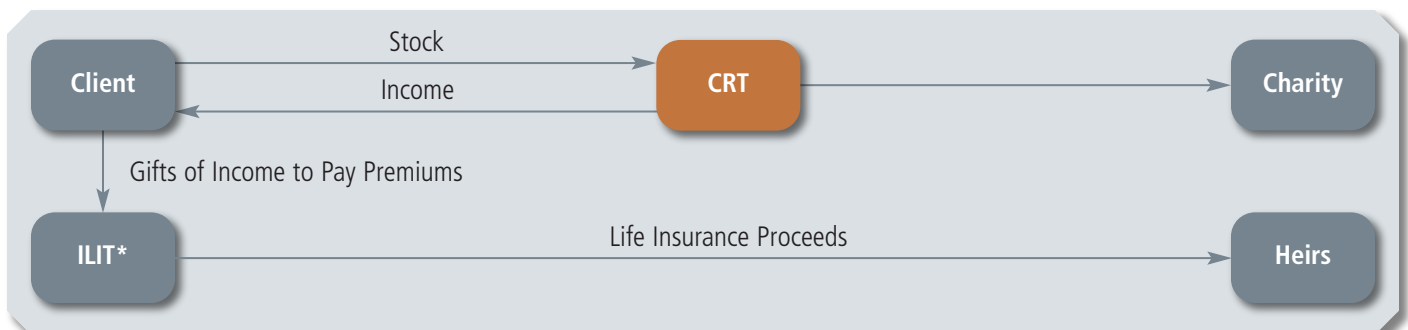 Stock
Client
CRT
Charity
Income
Gifts of Income to Pay Premiums
Life Insurance Proceeds
ILIT*
Heirs